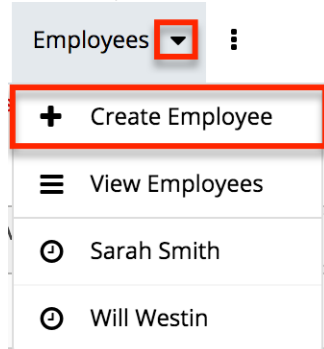 Employees
Create Employee
View Employees
Sarah Smith
Will Westin